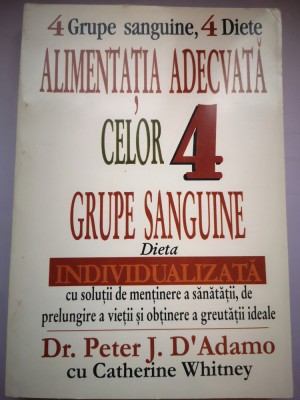 4 Grupe sanguine, 4 Diete
ALIMENTAȚIA ADECVATĂ
CELOR 4
GRUPE SANGUINE
Dieta
INDIVIDUALIZATĂ
cu soluții de menținere a sănătății, de
prelungire a vieții și obținere a greutății ideale
Dr. Peter J. D'Adamo
cu Catherine Whitney